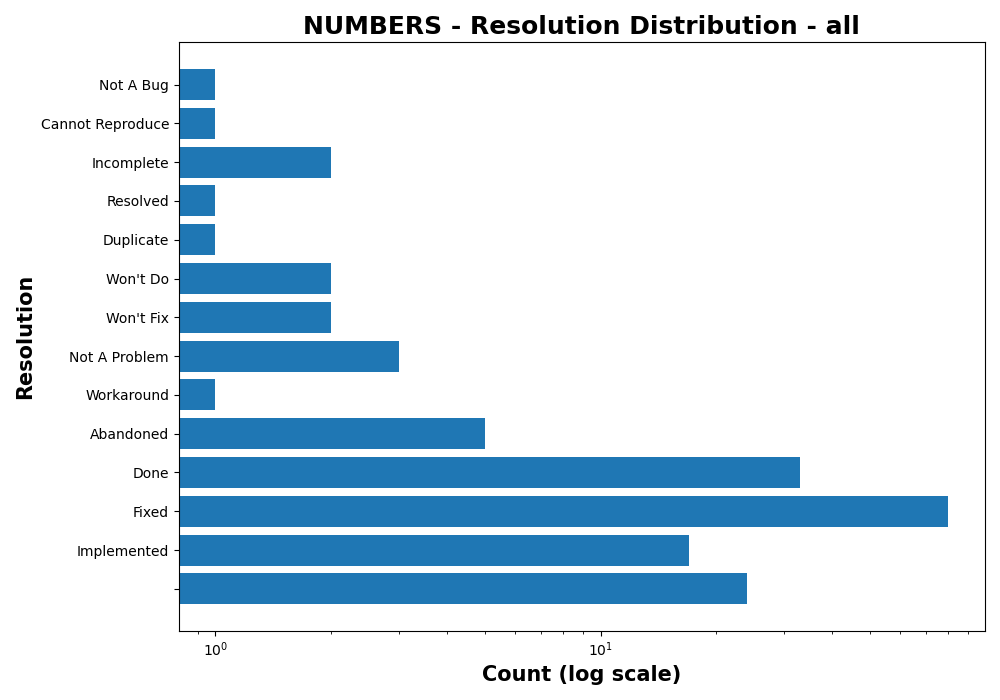 NUMBERS - Resolution Distribution - all
Not A Bug
Cannot Reproduce
Incomplete
Resolved
Duplicate
Won't Do
Won't Fix
Not A Problem
Workaround
Abandoned
Done
Fixed
Implemented
Resolution
10⁰
10¹
Count (log scale)